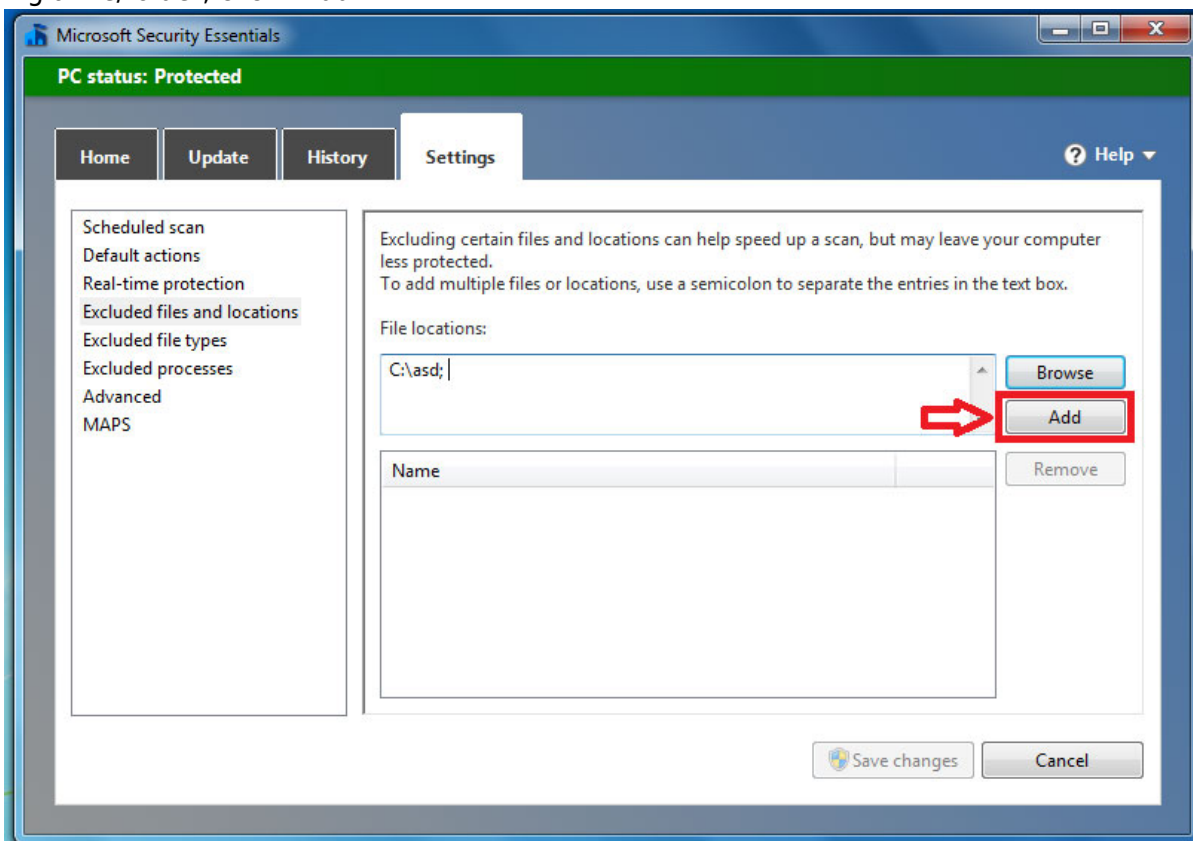 Microsoft Security Essentials
PC status: Protected
Home
Update
History
Settings
Help
Scheduled scan
Default actions
Real-time protection
Excluded files and locations
Excluded file types
Excluded processes
Advanced
MAPS
Excluding certain files and locations can help speed up a scan, but may leave your computer
less protected.
To add multiple files or locations, use a semicolon to separate the entries in the text box.
File locations:
C:\asd;
Browse
Add
Name
Remove
Save changes
Cancel